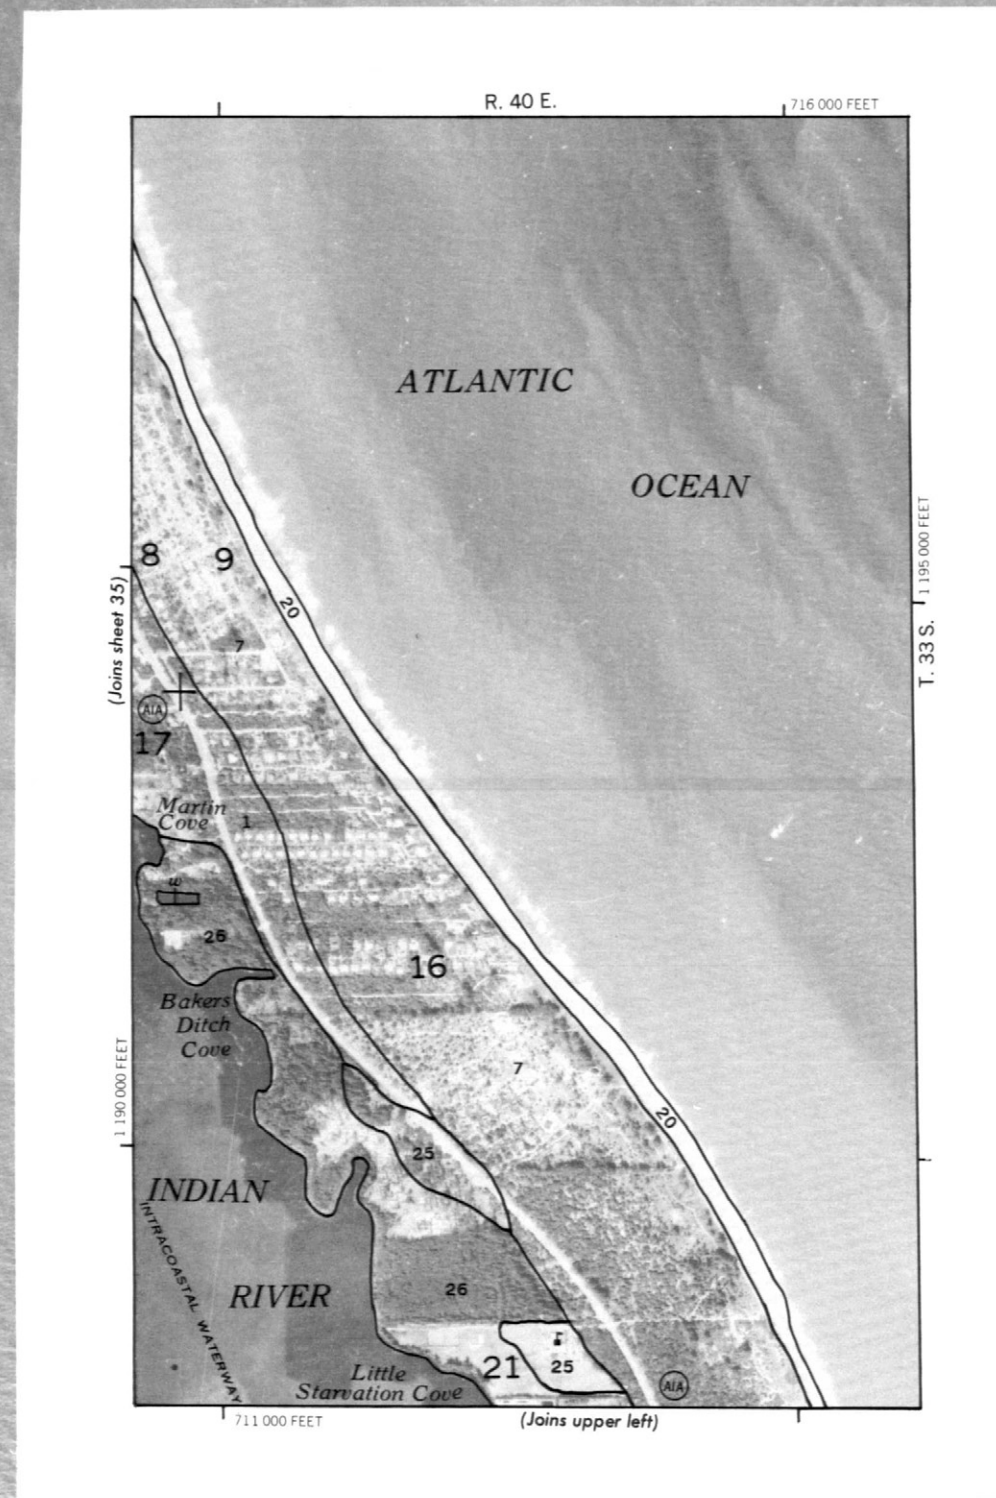 R. 40 E.
716 000 FEET
ATLANTIC
OCEAN
8
9
20
1 195 000 FEET
(Joins sheet 35)
7
T. 33 S.
A1A
17
Martin
Cove
1
w
26
16
Bakers
Ditch
Cove
7
1 190 000 FEET
20
25
INDIAN
INTRACOASTAL WATERWAY
RIVER
26
21
25
Little
Starvation Cove
A1A
711 000 FEET
(Joins upper left)